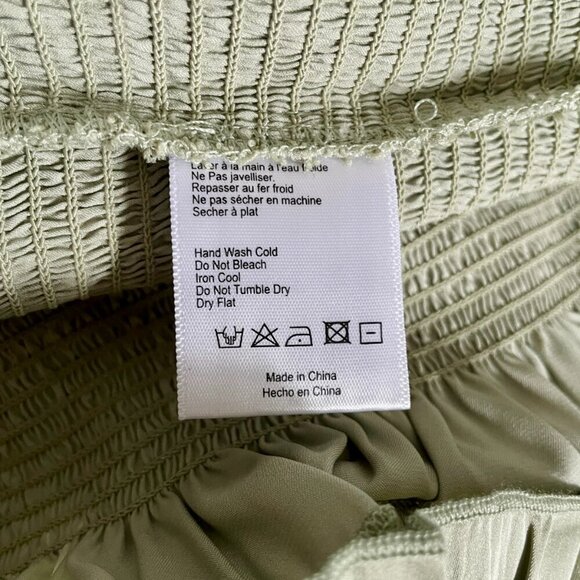 Laver à la main à l'eau froide
Ne Pas javelliser.
Repasser au fer froid
Ne pas sécher en machine
Secher à plat
Hand Wash Cold
Do Not Bleach
Iron Cool
Do Not Tumble Dry
Dry Flat
Made in China
Hecho en China